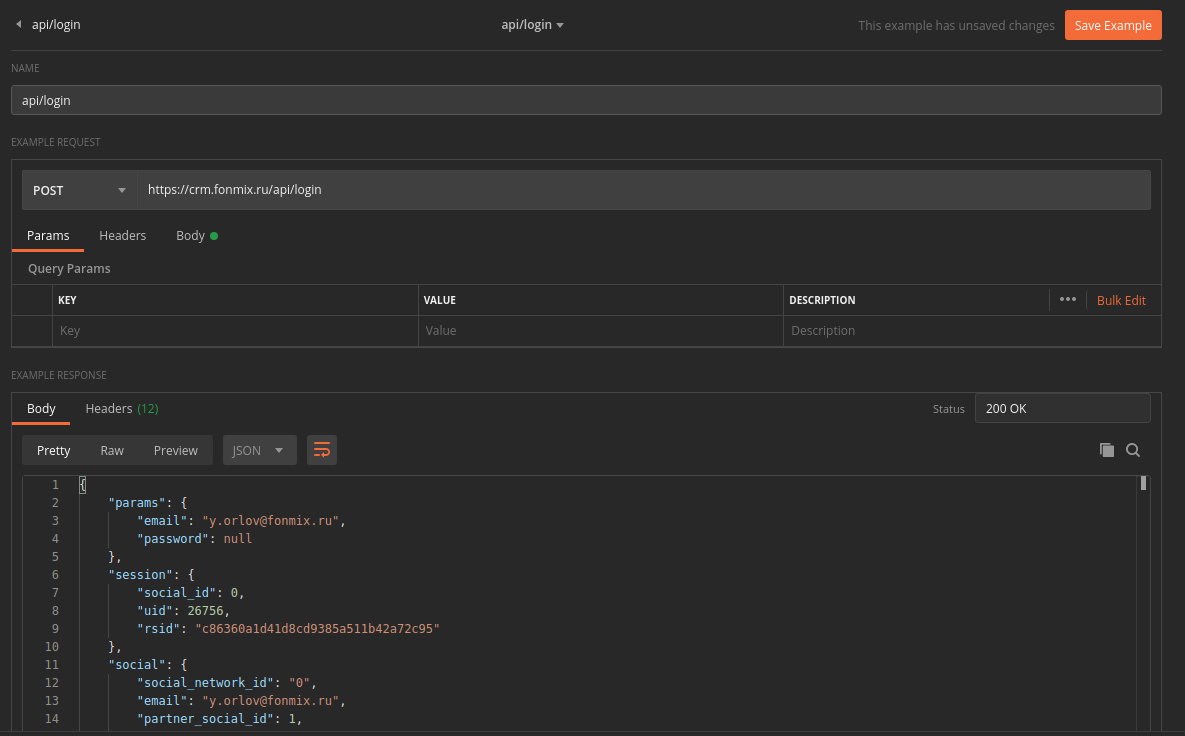 api/login api/login This example has unsaved changes Save Example
NAME
api/login
EXAMPLE REQUEST
POST https://crm.fonmix.ru/api/login
Params Headers Body
Query Params
KEY VALUE DESCRIPTION ••• Bulk Edit
Key Value Description
EXAMPLE RESPONSE
Body Headers (12) Status 200 OK
Pretty Raw Preview JSON
1 {
2 "params": {
3 "email": "y.orlov@fonmix.ru",
4 "password": null
5 },
6 "session": {
7 "social_id": 0,
8 "uid": 26756,
9 "rsid": "c86360a1d41d8cd9385a511b42a72c95"
10 },
11 "social": {
12 "social_network_id": "0",
13 "email": "y.orlov@fonmix.ru",
14 "partner_social_id": 1,